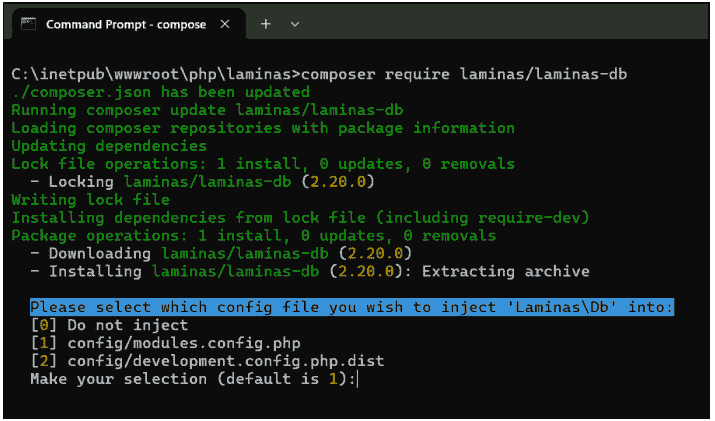 Command Prompt - compose
C:\inetpub\wwwroot\php\laminas>composer require laminas/laminas-db
./composer.json has been updated
Running composer update laminas/laminas-db
Loading composer repositories with package information
Updating dependencies
Lock file operations: 1 install, 0 updates, 0 removals
- Locking laminas/laminas-db (2.20.0)
Writing lock file
Installing dependencies from lock file (including require-dev)
Package operations: 1 install, 0 updates, 0 removals
- Downloading laminas/laminas-db (2.20.0)
- Installing laminas/laminas-db (2.20.0): Extracting archive
Please select which config file you wish to inject 'Laminas\Db' into:
[0] Do not inject
[1] config/modules.config.php
[2] config/development.config.php.dist
Make your selection (default is 1):